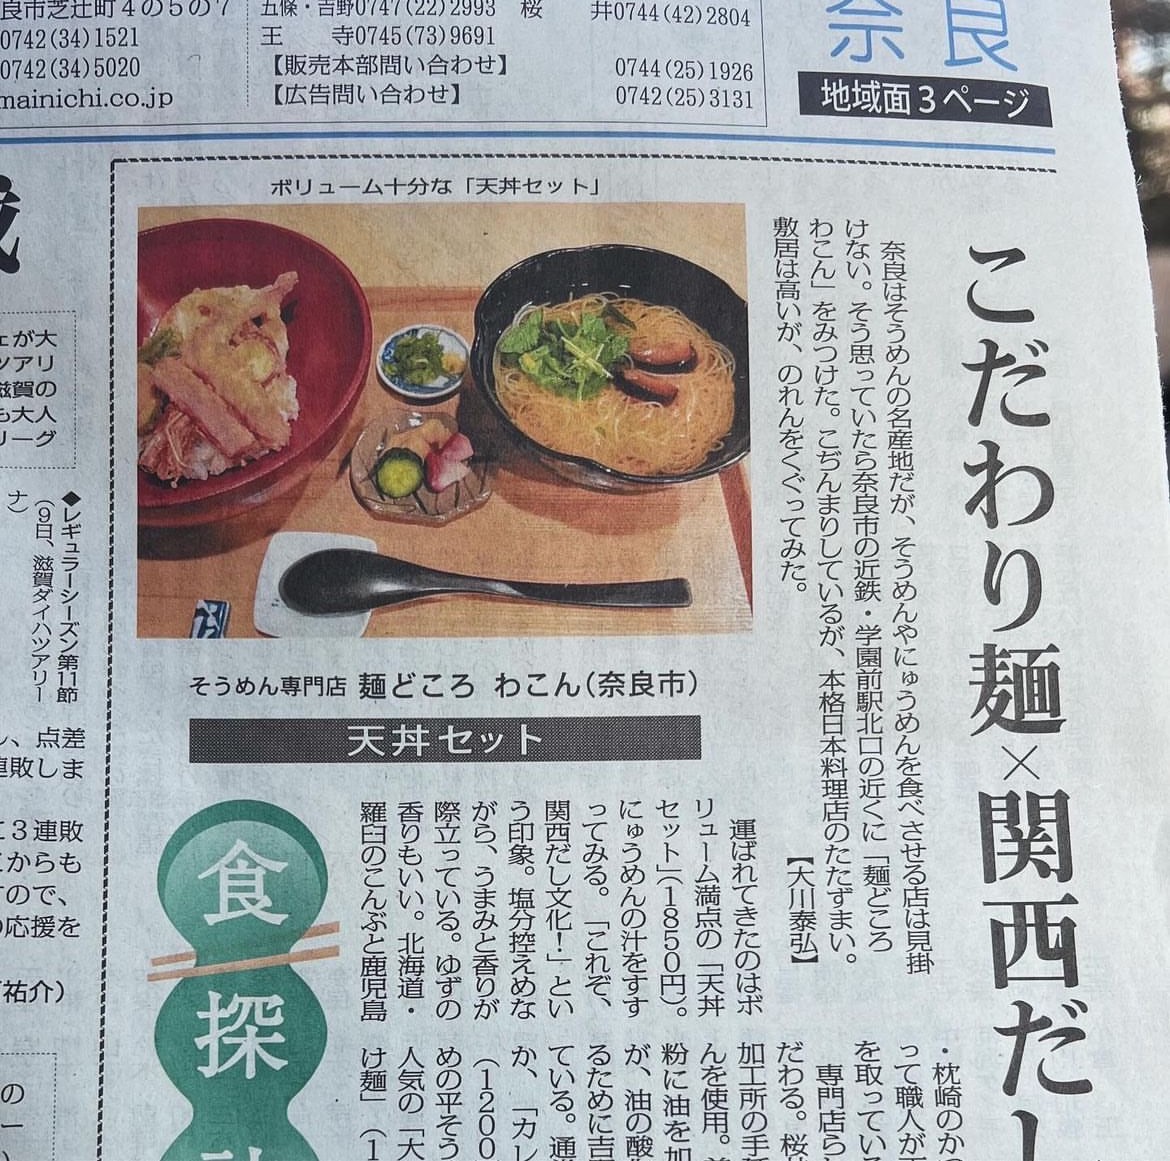 良市芝辻町4の5の7
0742(34)1521
0742(34)5020
mainichi.co.jp
五條・吉野0747(22)2993 桜 井0744(42)2804
王 寺0745(73)9691
【販売本部問い合わせ】 0744(25)1926
【広告問い合わせ】 0742(25)3131
奈良
地域面3ページ
こだわり麺×関西だし
ボリューム十分な「天丼セット」
奈良はそうめんの名産地だが、そうめんやにゅうめんを食べさせる店は見掛
けない。そう思っていたら奈良市の近鉄・学園前駅北口の近くに「麺どころ
わこん」をみつけた。こぢんまりしているが、本格日本料理店のたたずまい。
敷居は高いが、のれんをくぐってみた。
【大川泰弘】
そうめん専門店 麺どころ わこん(奈良市)
天丼セット
食
探
運ばれてきたのはボ
リューム満点の「天丼
セット」(1850円)。
にゅうめんの汁をすす
ってみる。「これぞ、
関西だし文化!」とい
う印象。塩分控えめな
がら、うまみと香りが
際立っている。ゆずの
香りもいい。北海道・
羅臼のこんぶと鹿児島
・枕崎のか
って職人が
を取ってい
専門店ら
だわる。桜
加工所の手
んを使用。
粉に油を加
が、油の酸
るために吉
ている。通
か、「カレ
(1200
めの平そう
人気の「大
け麺」(1
ェが大
ツアリ
滋賀の
も大人
リーグ
◆レギュラーシーズン第11節
(9日、滋賀ダイハツアリー
ナ)
、点差
連敗しま
に3連敗
こからも
すので、
の応援を
祐介)
の
ー